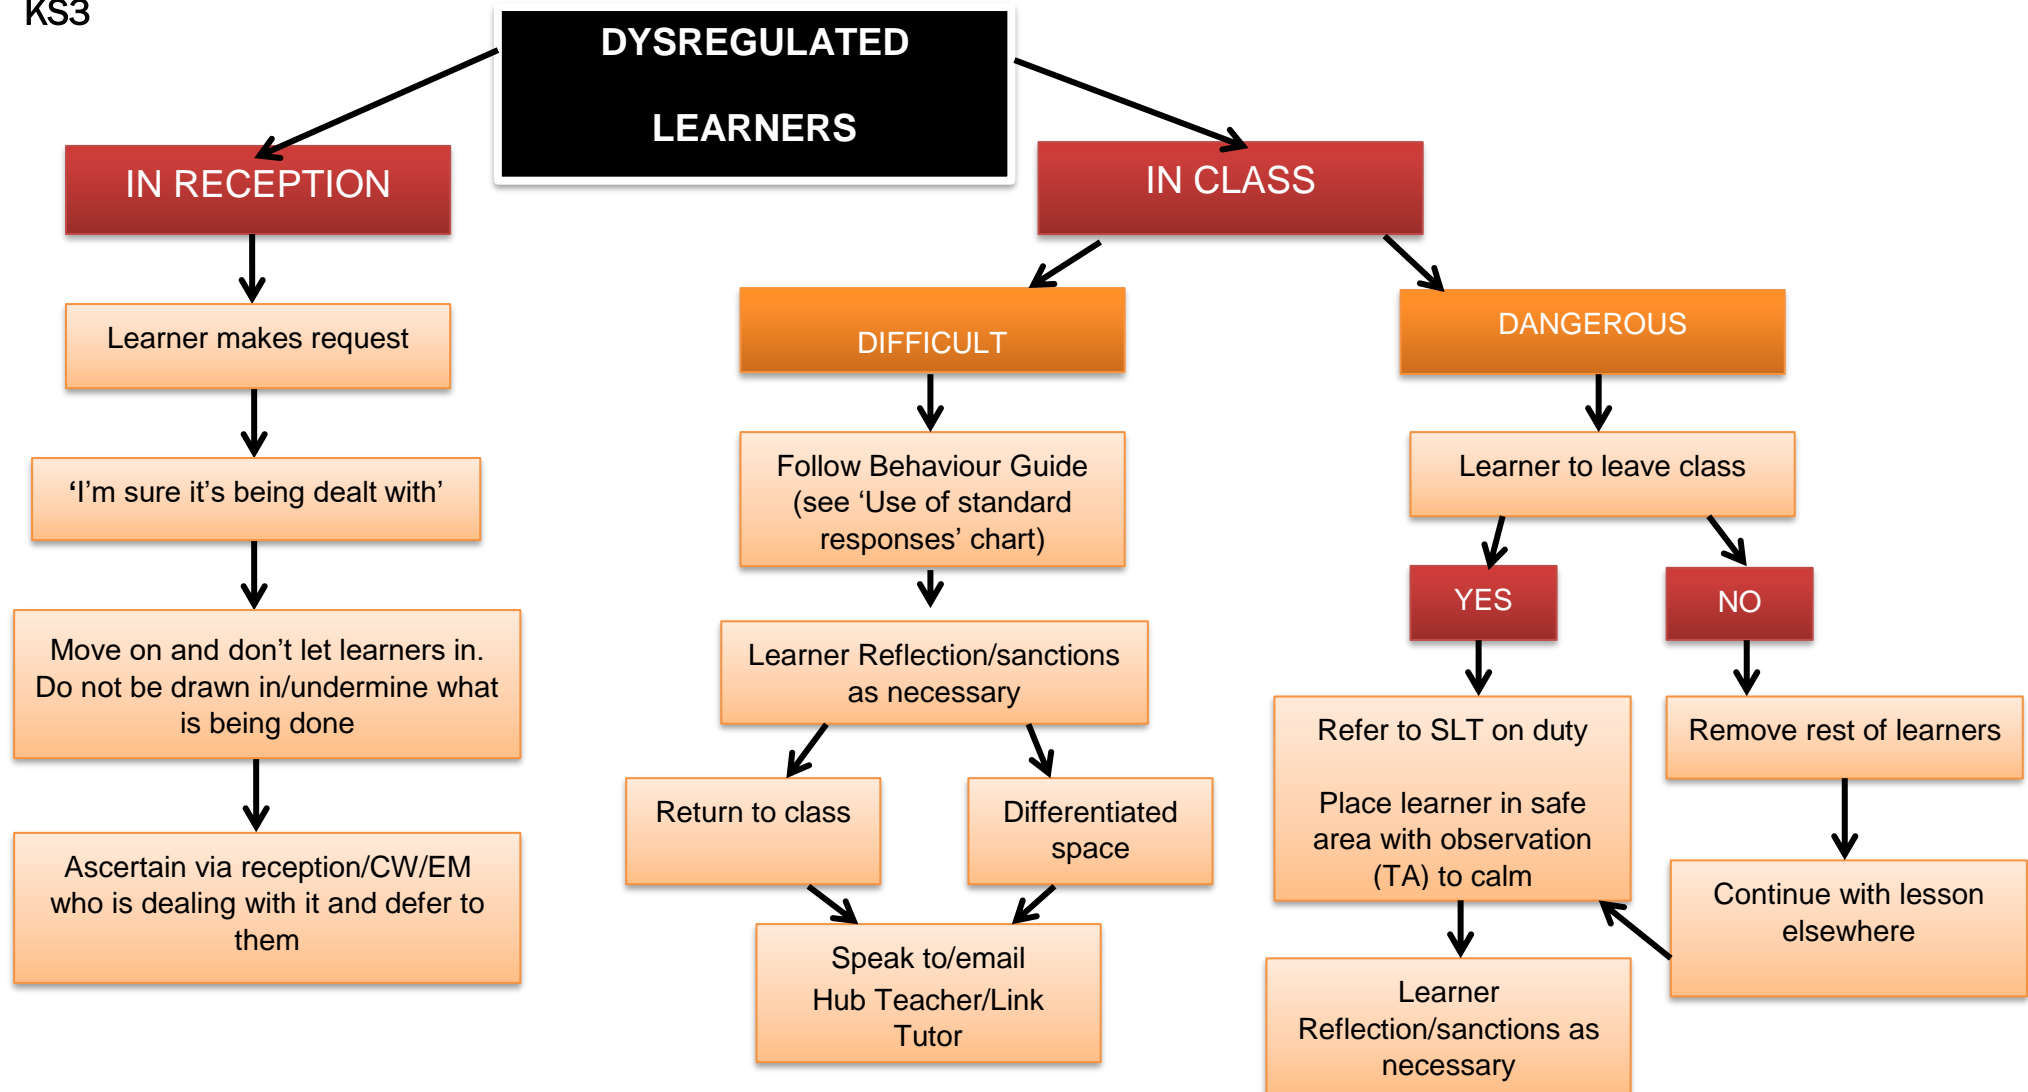 KS3
DYSREGULATED
LEARNERS
IN RECEPTION
Learner makes request
‘I’m sure it’s being dealt with’
Move on and don’t let learners in.
Do not be drawn in/undermine what
is being done
Ascertain via reception/CW/EM
who is dealing with it and defer to
them
IN CLASS
DIFFICULT
Follow Behaviour Guide
(see ‘Use of standard
responses’ chart)
Learner Reflection/sanctions
as necessary
Return to class
Differentiated
space
Speak to/email
Hub Teacher/Link
Tutor
DANGEROUS
Learner to leave class
YES
Refer to SLT on duty
Place learner in safe
area with observation
(TA) to calm
Learner
Reflection/sanctions as
necessary
NO
Remove rest of learners
Continue with lesson
elsewhere